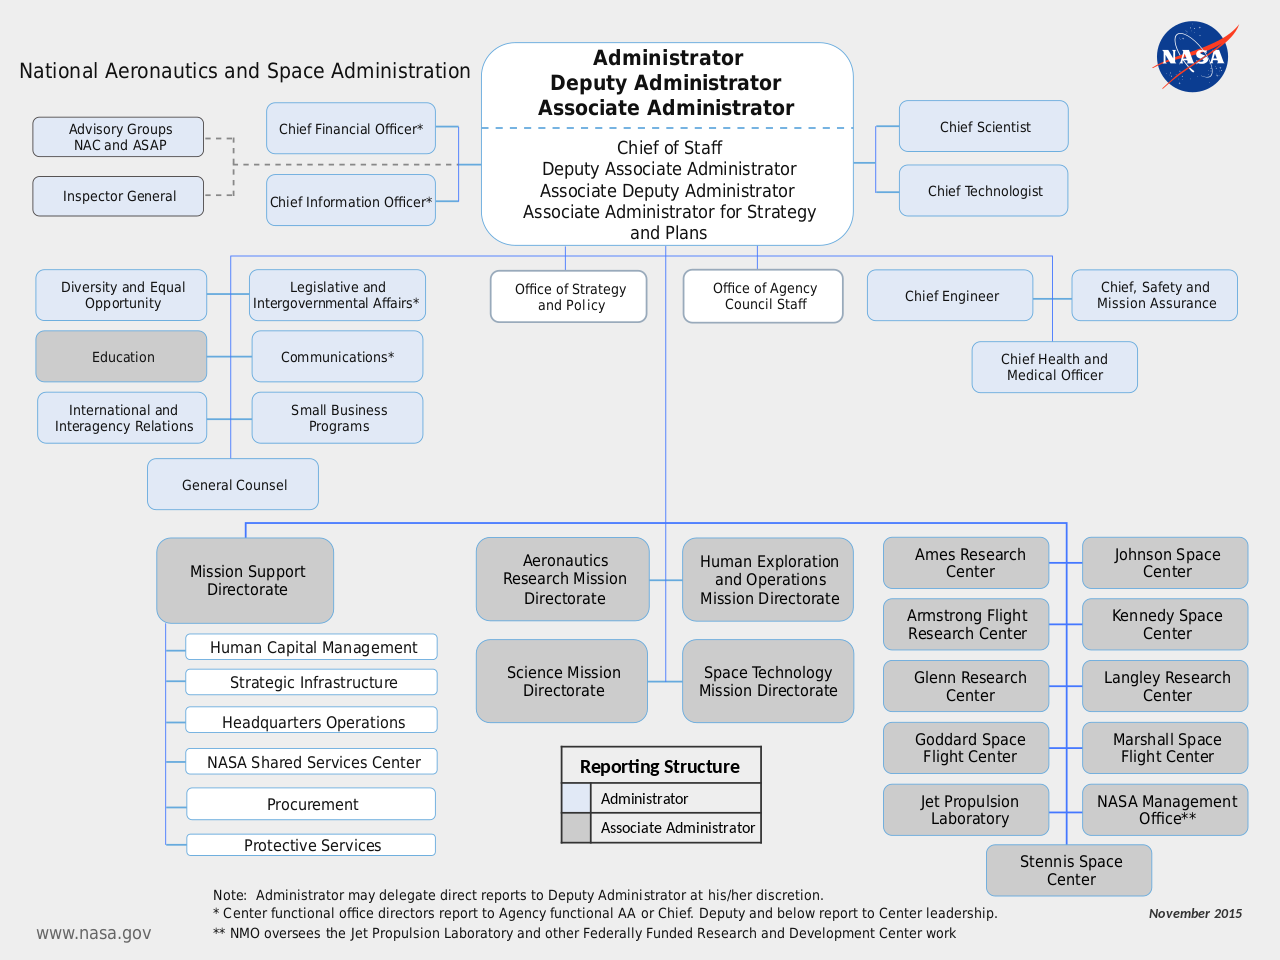 National Aeronautics and Space Administration
NASA
Administrator
Deputy Administrator
Associate Administrator
Chief of Staff
Deputy Associate Administrator
Associate Deputy Administrator
Associate Administrator for Strategy
and Plans
Advisory Groups
NAC and ASAP
Inspector General
Chief Financial Officer*
Chief Information Officer*
Chief Scientist
Chief Technologist
Diversity and Equal
Opportunity
Legislative and
Intergovernmental Affairs*
Education
Communications*
International and
Interagency Relations
Small Business
Programs
General Counsel
Office of Strategy
and Policy
Office of Agency
Council Staff
Chief Engineer
Chief, Safety and
Mission Assurance
Chief Health and
Medical Officer
Mission Support
Directorate
Human Capital Management
Strategic Infrastructure
Headquarters Operations
NASA Shared Services Center
Procurement
Protective Services
Aeronautics
Research Mission
Directorate
Human Exploration
and Operations
Mission Directorate
Science Mission
Directorate
Space Technology
Mission Directorate
Ames Research
Center
Johnson Space
Center
Armstrong Flight
Research Center
Kennedy Space
Center
Glenn Research
Center
Langley Research
Center
Goddard Space
Flight Center
Marshall Space
Flight Center
Jet Propulsion
Laboratory
NASA Management
Office**
Stennis Space
Center
Reporting Structure
Administrator
Associate Administrator
Note:  Administrator may delegate direct reports to Deputy Administrator at his/her discretion.
* Center functional office directors report to Agency functional AA or Chief. Deputy and below report to Center leadership.
** NMO oversees the Jet Propulsion Laboratory and other Federally Funded Research and Development Center work
November 2015
www.nasa.gov